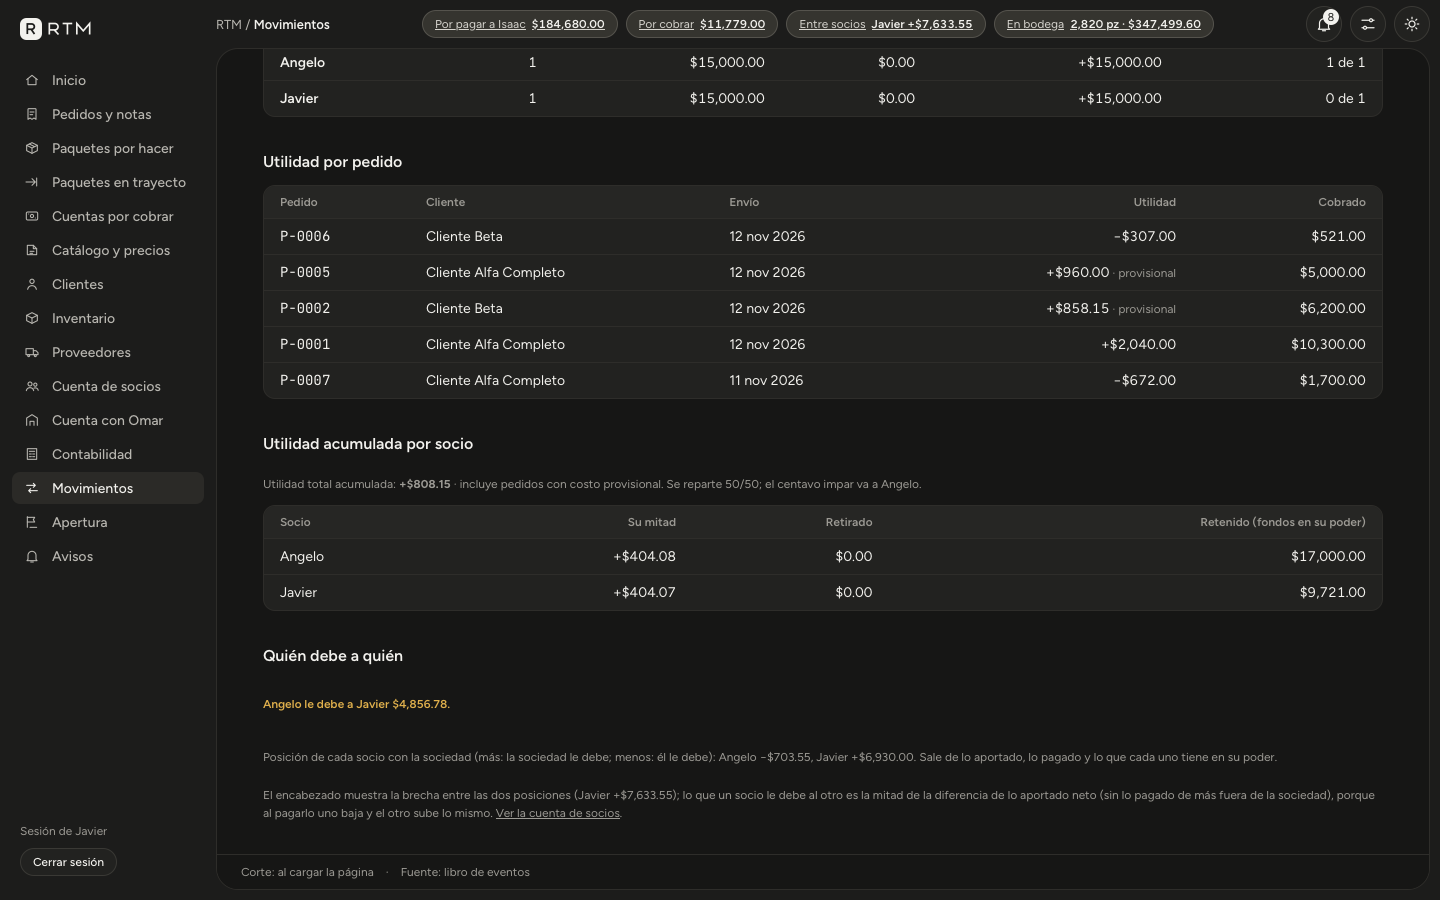 R RTM
RTM / Movimientos
Por pagar a Isaac $184,680.00
Por cobrar $11,779.00
Entre socios Javier +$7,633.55
En bodega 2,820 pz · $347,499.60
8
Inicio
Pedidos y notas
Paquetes por hacer
Paquetes en trayecto
Cuentas por cobrar
Catálogo y precios
Clientes
Inventario
Proveedores
Cuenta de socios
Cuenta con Omar
Contabilidad
Movimientos
Apertura
Avisos
Sesión de Javier
Cerrar sesión
Angelo 1 $15,000.00 $0.00 +$15,000.00 1 de 1
Javier 1 $15,000.00 $0.00 +$15,000.00 0 de 1
Utilidad por pedido
Pedido Cliente Envío Utilidad Cobrado
P-0006 Cliente Beta 12 nov 2026 −$307.00 $521.00
P-0005 Cliente Alfa Completo 12 nov 2026 +$960.00 · provisional $5,000.00
P-0002 Cliente Beta 12 nov 2026 +$858.15 · provisional $6,200.00
P-0001 Cliente Alfa Completo 12 nov 2026 +$2,040.00 $10,300.00
P-0007 Cliente Alfa Completo 11 nov 2026 −$672.00 $1,700.00
Utilidad acumulada por socio
Utilidad total acumulada: +$808.15 · incluye pedidos con costo provisional. Se reparte 50/50; el centavo impar va a Angelo.
Socio Su mitad Retirado Retenido (fondos en su poder)
Angelo +$404.08 $0.00 $17,000.00
Javier +$404.07 $0.00 $9,721.00
Quién debe a quién
Angelo le debe a Javier $4,856.78.
Posición de cada socio con la sociedad (más: la sociedad le debe; menos: él le debe): Angelo −$703.55, Javier +$6,930.00. Sale de lo aportado, lo pagado y lo que cada uno tiene en su poder.
El encabezado muestra la brecha entre las dos posiciones (Javier +$7,633.55); lo que un socio le debe al otro es la mitad de la diferencia de lo aportado neto (sin lo pagado de más fuera de la sociedad), porque
al pagarlo uno baja y el otro sube lo mismo. Ver la cuenta de socios.
Corte: al cargar la página · Fuente: libro de eventos